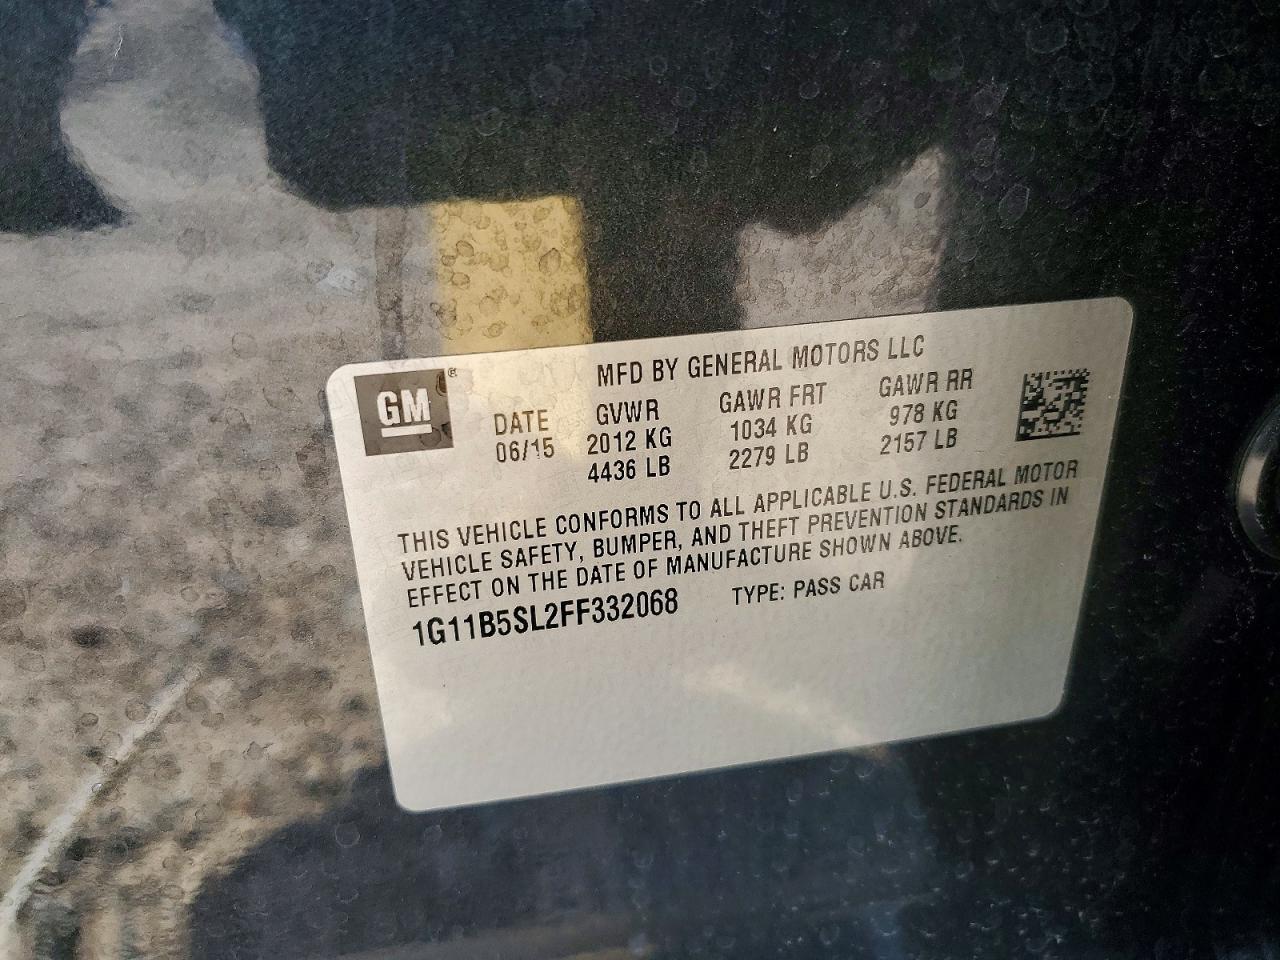 GM®
MFD BY GENERAL MOTORS LLC
DATE GVWR GAWR FRT GAWR RR
06/15 2012 KG 1034 KG 978 KG
4436 LB 2279 LB 2157 LB
THIS VEHICLE CONFORMS TO ALL APPLICABLE U.S. FEDERAL MOTOR
VEHICLE SAFETY, BUMPER, AND THEFT PREVENTION STANDARDS IN
EFFECT ON THE DATE OF MANUFACTURE SHOWN ABOVE.
1G11B5SL2FF332068 TYPE: PASS CAR